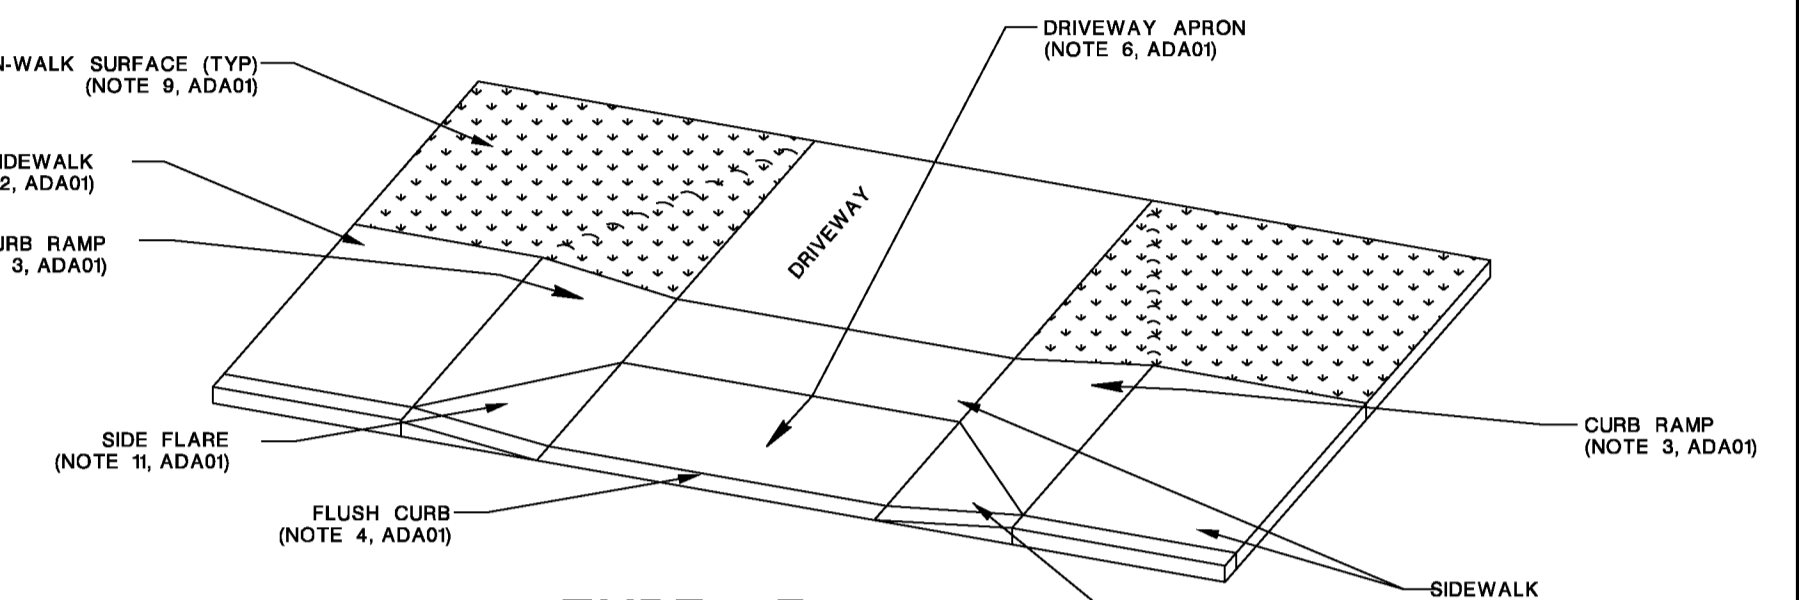 DRIVEWAY APRON
(NOTE 6, ADA01)
N-WALK SURFACE (TYP)
(NOTE 9, ADA01)
IDEWALK
2, ADA01)
URB RAMP
3, ADA01)
DRIVEWAY
SIDE FLARE
(NOTE 11, ADA01)
FLUSH CURB
(NOTE 4, ADA01)
CURB RAMP
(NOTE 3, ADA01)
SIDEWALK